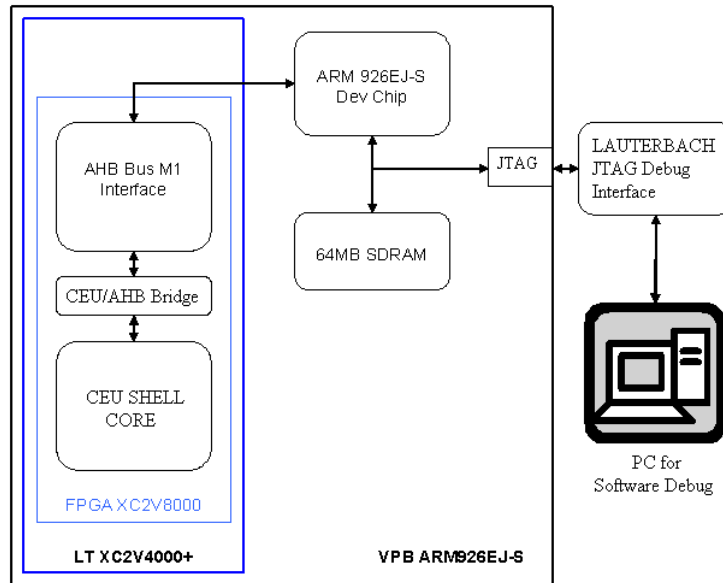 ARM 926EJ-S
Dev Chip
AHB Bus M1
Interface
JTAG
LAUTERBACH
JTAG Debug
Interface
64MB SDRAM
CEU/AHB Bridge
CEU SHELL
CORE
PC for
Software Debug
FPGA XC2V8000
LT XC2V4000+
VPB ARM926EJ-S